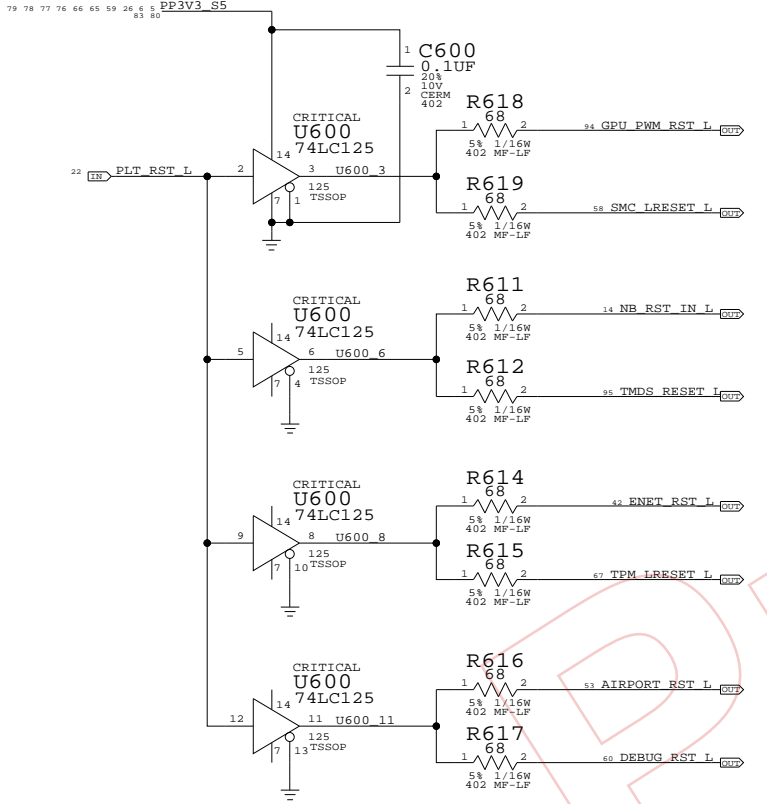 79 78 77 76 66 65 59 26 6 5 PP3V3_S5
83 80
1 C600
0.1UF
20%
10V
2 CERM
402
CRITICAL
U600
74LC125
14
22 IN PLT_RST_L 2 3 U600_3
125
7 1 TSSOP
R618
68
1 2 94 GPU_PWM_RST_L OUT
5% 1/16W
402 MF-LF
R619
68
1 2 58 SMC_LRESET_L OUT
5% 1/16W
402 MF-LF
CRITICAL
U600
74LC125
14
5 6 U600_6
125
7 4 TSSOP
R611
68
1 2 14 NB_RST_IN_L OUT
5% 1/16W
402 MF-LF
R612
68
1 2 95 TMDS_RESET_L OUT
5% 1/16W
402 MF-LF
CRITICAL
U600
74LC125
14
9 8 U600_8
125
7 10 TSSOP
R614
68
1 2 42 ENET_RST_L OUT
5% 1/16W
402 MF-LF
R615
68
1 2 67 TPM_LRESET_L OUT
5% 1/16W
402 MF-LF
CRITICAL
U600
74LC125
14
12 11 U600_11
125
7 13 TSSOP
R616
68
1 2 53 AIRPORT_RST_L OUT
5% 1/16W
402 MF-LF
R617
68
1 2 60 DEBUG_RST_L OUT
5% 1/16W
402 MF-LF